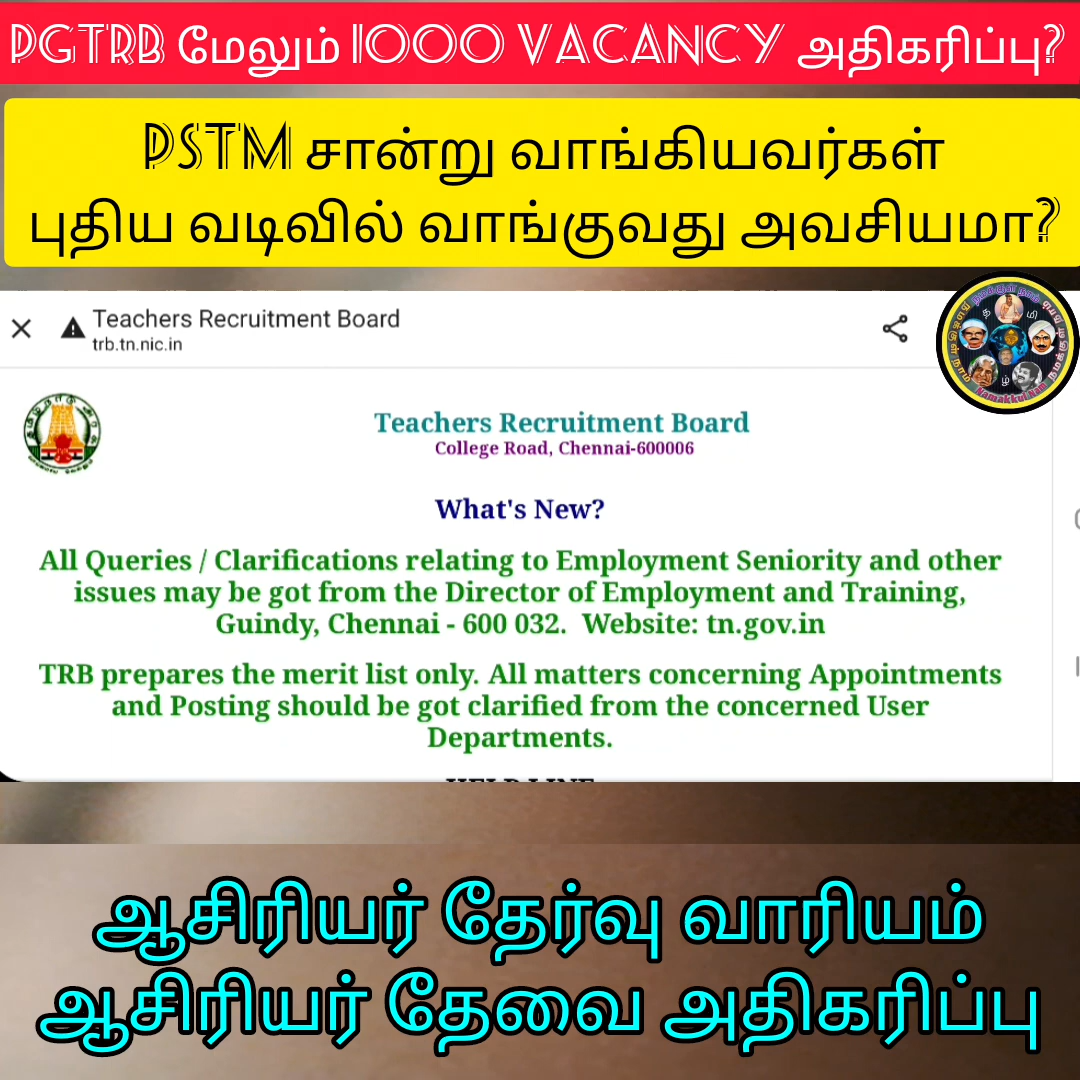 PGTRB மேலும் 1000 VACANCY அதிகரிப்பு?
PSTM சான்று வாங்கியவர்கள்
புதிய வடிவில் வாங்குவது அவசியமா?
Teachers Recruitment Board
trb.tn.nic.in
Teachers Recruitment Board
College Road, Chennai-600006
What's New?
All Queries / Clarifications relating to Employment Seniority and other
issues may be got from the Director of Employment and Training,
Guindy, Chennai - 600 032. Website: tn.gov.in
TRB prepares the merit list only. All matters concerning Appointments
and Posting should be got clarified from the concerned User
Departments.
ஆசிரியர் தேர்வு வாரியம்
ஆசிரியர் தேவை அதிகரிப்பு